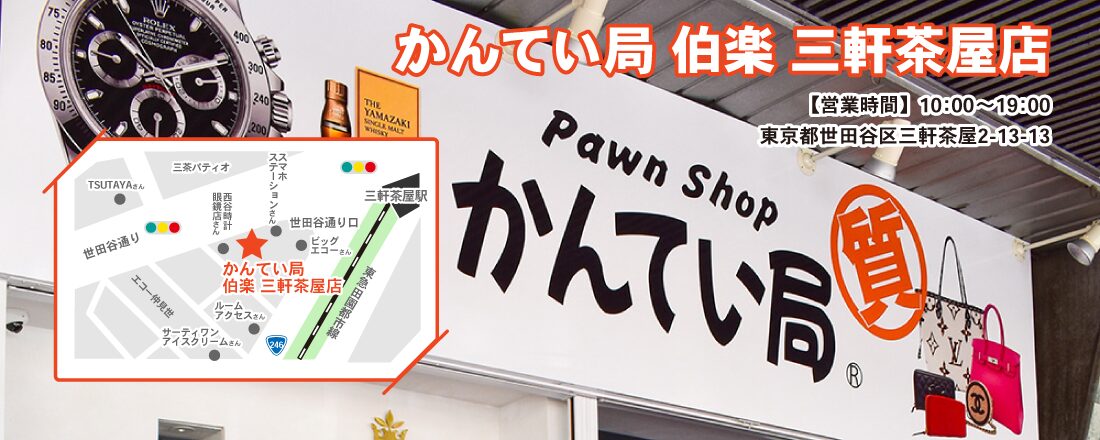 かんてい局 伯楽 三軒茶屋店
【営業時間】10:00～19:00
東京都世田谷区三軒茶屋2-13-13
ROLEX
OYSTER PERPETUAL
COSMOGRAPH
60
240
200
THE
YAMAZAKI
SINGLE MALT
WHISKY
Pawn Shop
かんてい局
®
質
LV
三茶パティオ
TSUTAYAさん
西谷時計
眼鏡店さん
スマホ
ステーションさん
三軒茶屋駅
世田谷通り
世田谷通り口
ビッグ
エコーさん
かんてい局
伯楽 三軒茶屋店
エコー仲見世
ルーム
アクセスさん
サーティワン
アイスクリームさん
246
東急田園都市線